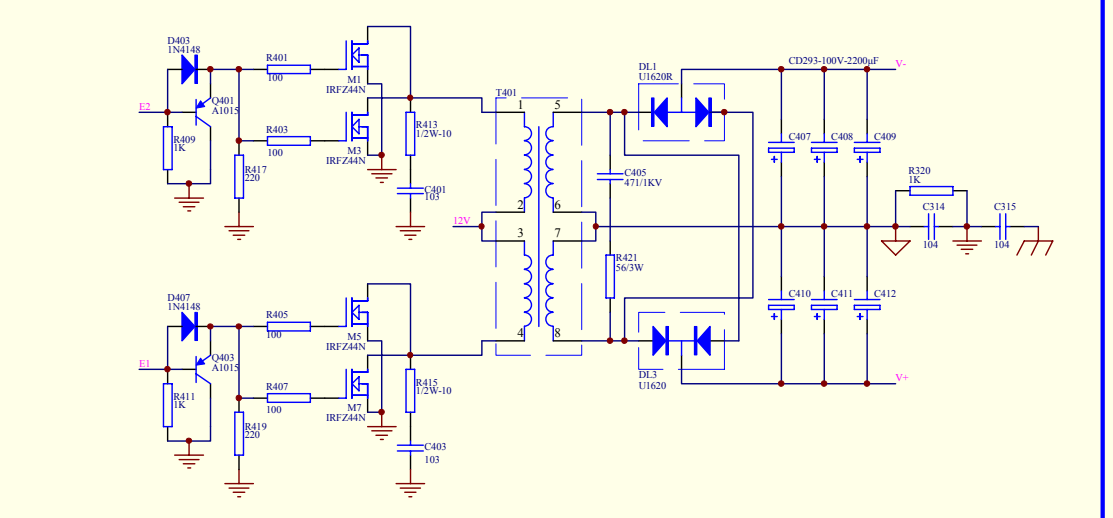 D403
1N4148
R401
100
E2
Q401
A1015
R409
1K
R403
100
R417
220
M1
IRFZ44N
M3
IRFZ44N
R413
1/2W-10
C401
103
T401
1
5
2
6
3
7
4
8
12V
DL1
U1620R
C405
471/1KV
R421
56/3W
CD293-100V-2200μF
V-
C407
C408
C409
+
+
+
R320
1K
C314
104
C315
104
C410
C411
C412
+
+
+
V+
DL3
U1620
D407
1N4148
R405
100
E1
Q403
A1015
R411
1K
R407
100
R419
220
M5
IRFZ44N
M7
IRFZ44N
R415
1/2W-10
C403
103